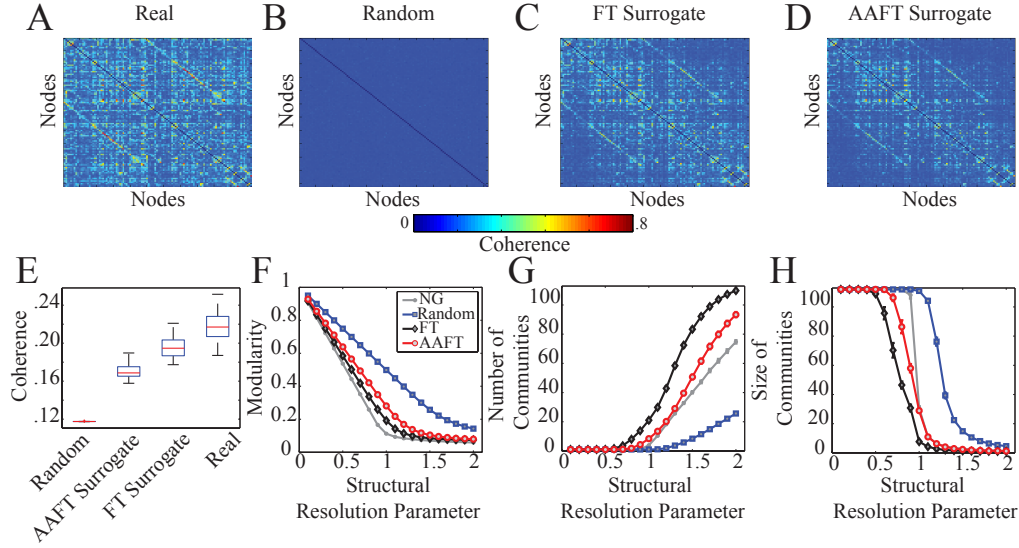 A
Real
Nodes
Nodes
B
Random
Nodes
Nodes
C
FT Surrogate
Nodes
Nodes
D
AAFT Surrogate
Nodes
Nodes
0
.8
Coherence
E
Coherence
.24
.20
.16
.12
Random
AAFT Surrogate
FT Surrogate
Real
F
Modularity
1
0.8
0.6
0.4
0.2
0
NG
Random
FT
AAFT
0
0.5
1.0
1.5
2
Structural
Resolution Parameter
G
Number of
Communities
100
80
60
40
20
0
0
0.5
1.0
1.5
2
Structural
Resolution Parameter
H
Size of
Communities
100
80
60
40
20
0
0
0.5
1.0
1.5
2
Structural
Resolution Parameter